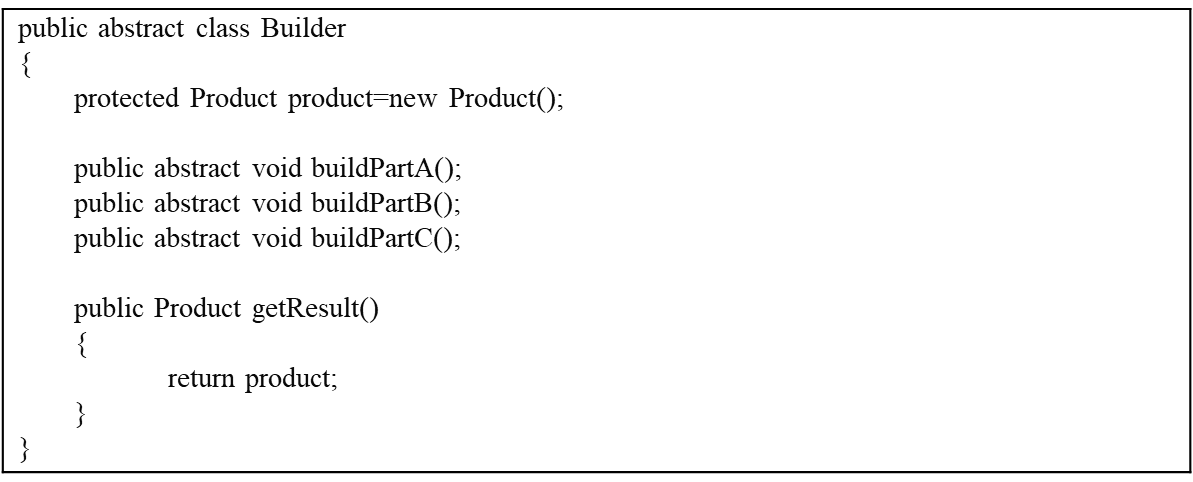 public abstract class Builder
{
protected Product product=new Product();
public abstract void buildPartA();
public abstract void buildPartB();
public abstract void buildPartC();
public Product getResult()
{
return product;
}
}